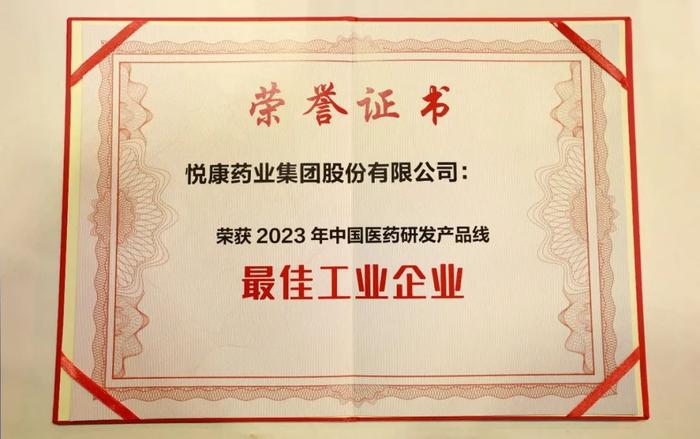 荣誉证书
悦康药业集团股份有限公司：
荣获 2023 年中国医药研发产品线
最佳工业企业